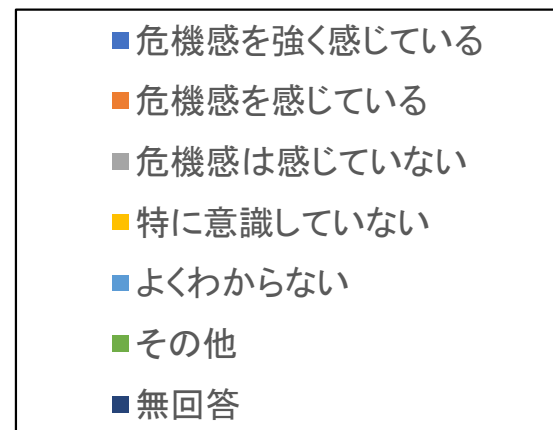 危機感を強く感じている
危機感を感じている
危機感は感じていない
特に意識していない
よくわからない
その他
無回答